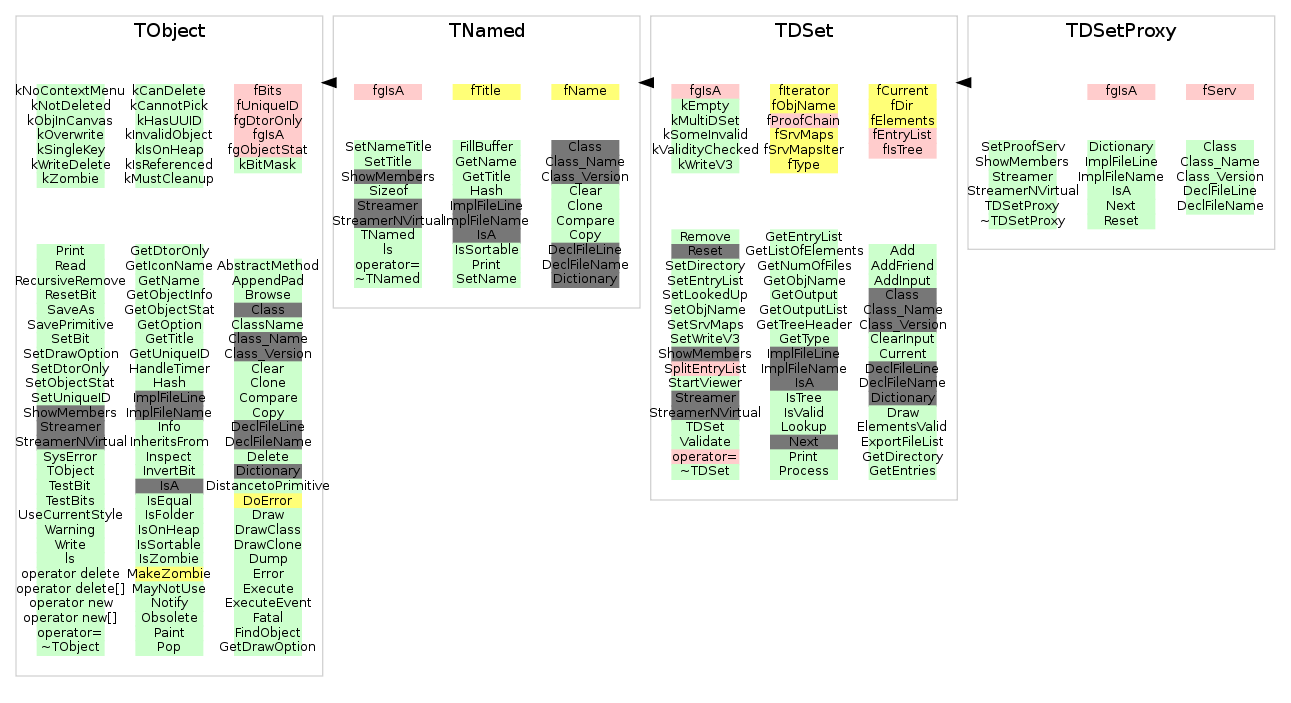 TObject
kNoContextMenu
kNotDeleted
kObjInCanvas
kOverwrite
kSingleKey
kWriteDelete
kZombie
kCanDelete
kCannotPick
kHasUUID
kInvalidObject
kIsOnHeap
kIsReferenced
kMustCleanup
fBits
fUniqueID
fgDtorOnly
fgIsA
fgObjectStat
kBitMask
Print
Read
RecursiveRemove
ResetBit
SaveAs
SavePrimitive
SetBit
SetDrawOption
SetDtorOnly
SetObjectStat
SetUniqueID
ShowMembers
Streamer
StreamerNVirtual
SysError
TObject
TestBit
TestBits
UseCurrentStyle
Warning
Write
ls
operator delete
operator delete[]
operator new
operator new[]
operator=
~TObject
GetDtorOnly
GetIconName
GetName
GetObjectInfo
GetObjectStat
GetOption
GetTitle
GetUniqueID
HandleTimer
Hash
ImplFileLine
ImplFileName
Info
InheritsFrom
Inspect
InvertBit
IsA
IsEqual
IsFolder
IsOnHeap
IsSortable
IsZombie
MakeZombie
MayNotUse
Notify
Obsolete
Paint
Pop
AbstractMethod
AppendPad
Browse
Class
ClassName
Class_Name
Class_Version
Clear
Clone
Compare
Copy
DeclFileLine
DeclFileName
Delete
Dictionary
DistancetoPrimitive
DoError
Draw
DrawClass
DrawClone
Dump
Error
Execute
ExecuteEvent
Fatal
FindObject
GetDrawOption
TNamed
fgIsA
fTitle
fName
SetNameTitle
SetTitle
ShowMembers
Sizeof
Streamer
StreamerNVirtual
TNamed
ls
operator=
~TNamed
FillBuffer
GetName
GetTitle
Hash
ImplFileLine
ImplFileName
IsA
IsSortable
Print
SetName
Class
Class_Name
Class_Version
Clear
Clone
Compare
Copy
DeclFileLine
DeclFileName
Dictionary
TDSet
fgIsA
kEmpty
kMultiDSet
kSomeInvalid
kValidityChecked
kWriteV3
fIterator
fObjName
fProofChain
fSrvMaps
fSrvMapsIter
fType
fCurrent
fDir
fElements
fEntryList
fIsTree
Remove
Reset
SetDirectory
SetEntryList
SetLookedUp
SetObjName
SetSrvMaps
SetWriteV3
ShowMembers
SplitEntryList
StartViewer
Streamer
StreamerNVirtual
TDSet
Validate
operator=
~TDSet
GetEntryList
GetListOfElements
GetNumOfFiles
GetObjName
GetOutput
GetOutputList
GetTreeHeader
GetType
ImplFileLine
ImplFileName
IsA
IsTree
IsValid
Lookup
Next
Print
Process
Add
AddFriend
AddInput
Class
Class_Name
Class_Version
ClearInput
Current
DeclFileLine
DeclFileName
Dictionary
Draw
ElementsValid
ExportFileList
GetDirectory
GetEntries
TDSetProxy
fgIsA
fServ
SetProofServ
ShowMembers
Streamer
StreamerNVirtual
TDSetProxy
~TDSetProxy
Dictionary
ImplFileLine
ImplFileName
IsA
Next
Reset
Class
Class_Name
Class_Version
DeclFileLine
DeclFileName